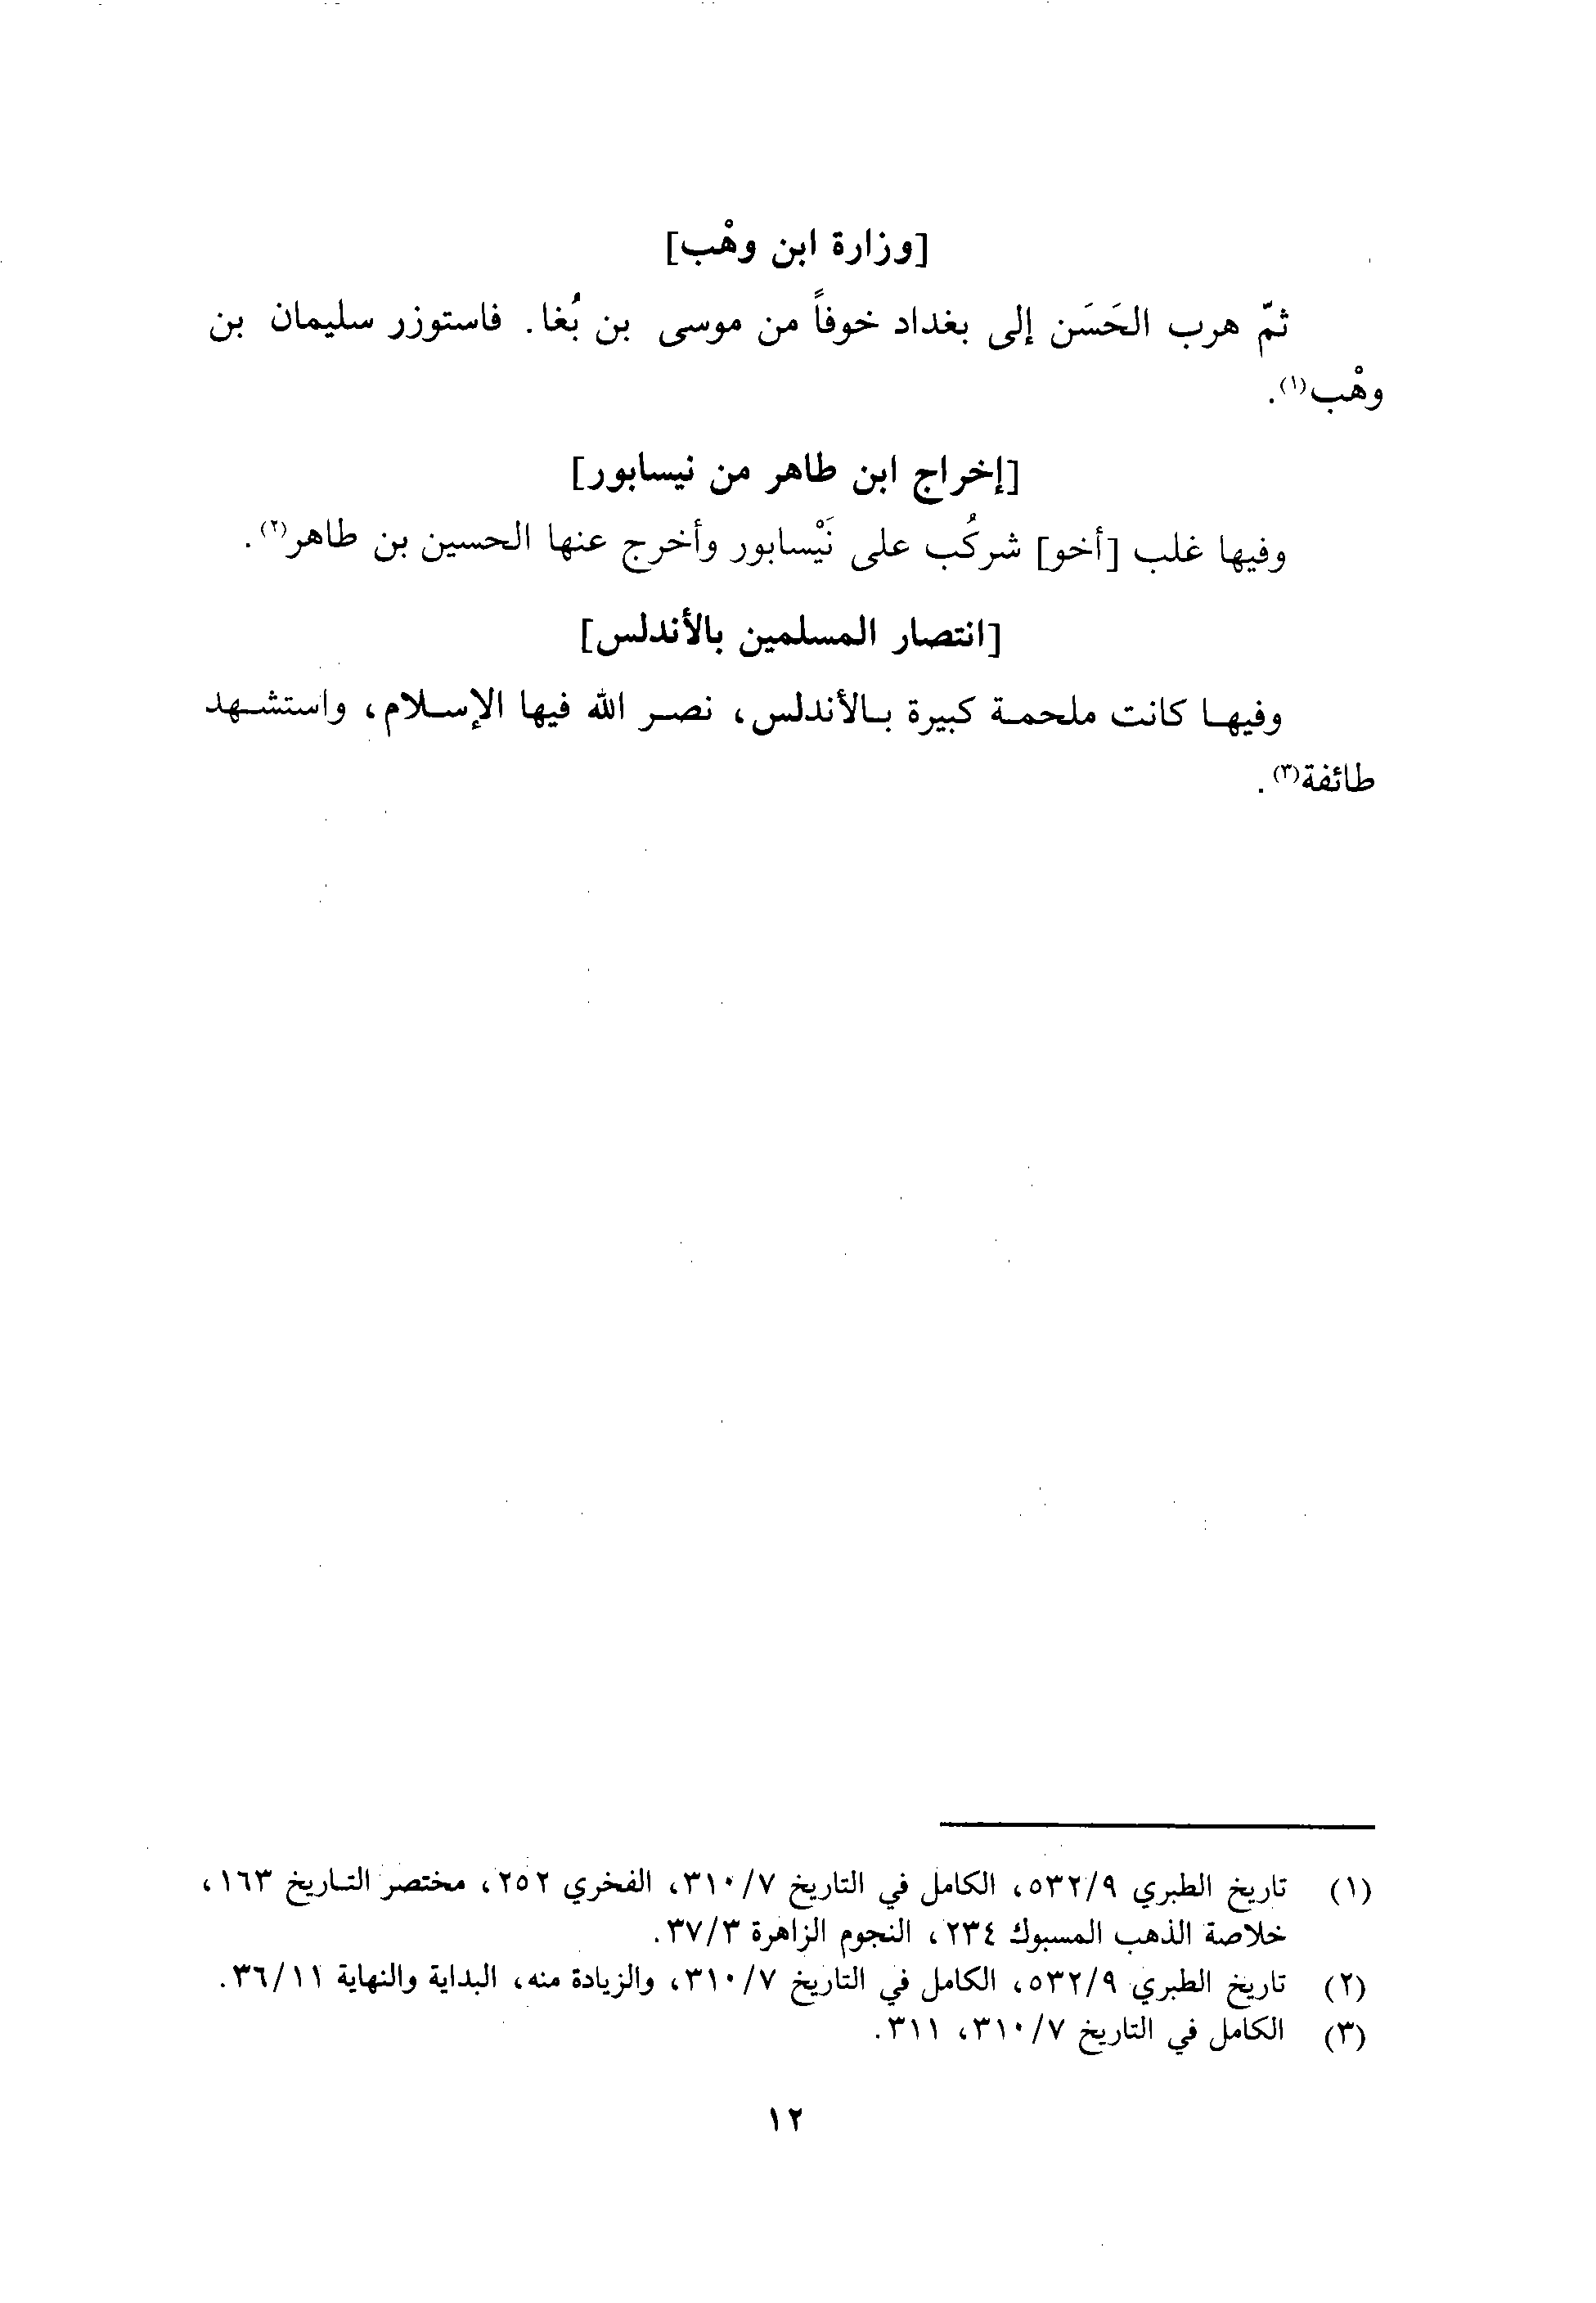 [وزارة ابن وهْب]
ثمّ هرب الحَسَن إلى بغداد خوفاً من موسى بن بُغا. فاستوزر سليمان بن
وهْب(١).
[إخراج ابن طاهر من نيسابور]
وفيها غلب [أخو] شركُب على نَيْسابور وأخرج عنها الحسين بن طاهر(٢).
[انتصار المسلمين بالأندلس]
وفيها كانت ملحمة كبيرة بالأندلس، نصر الله فيها الإسلام، واستشهد
طائفة(٣).
(١) تاريخ الطبري ٥٣٢/٩، الكامل في التاريخ ٣١٠/٧، الفخري ٢٥٢، مختصر التاريخ ١٦٣،
خلاصة الذهب المسبوك ٢٣٤، النجوم الزاهرة ٣٧/٣.
(٢) تاريخ الطبري ٥٣٢/٩، الكامل في التاريخ ٣١٠/٧، والزيادة منه، البداية والنهاية ٣٦/١١.
(٣) الكامل في التاريخ ٣١٠/٧، ٣١١.
١٢